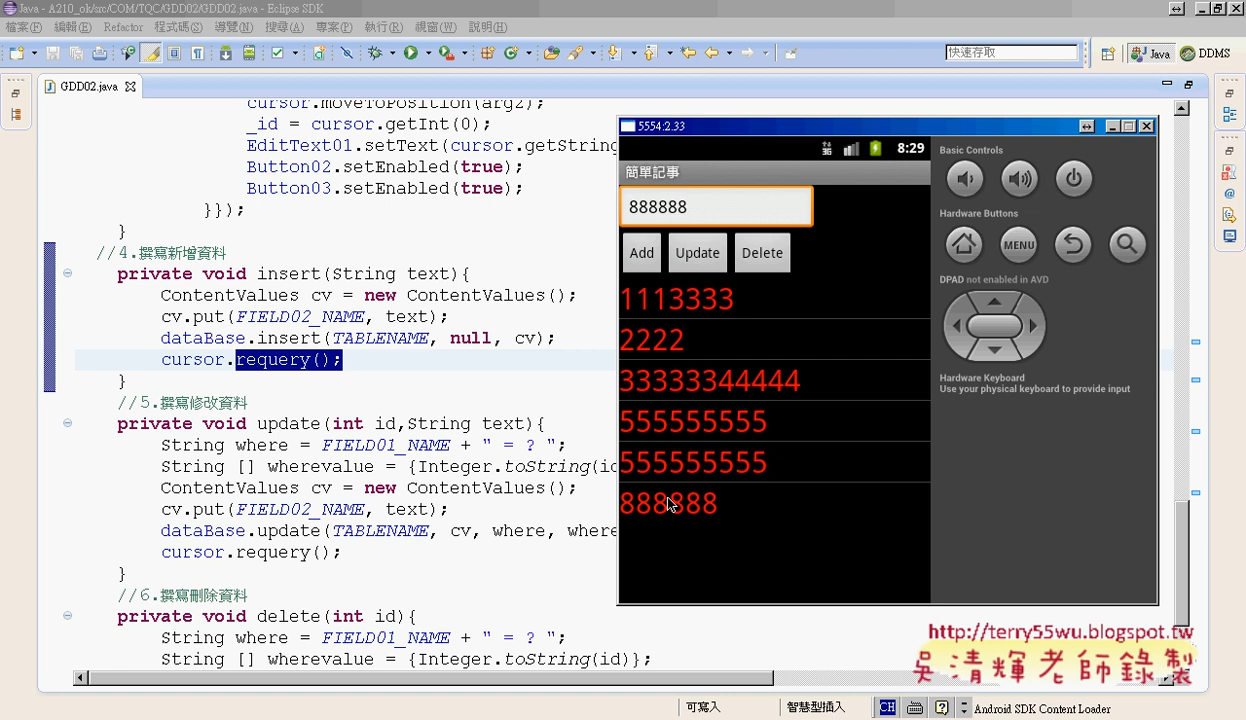 Java - A210_ok/src/COM/TQC/GDD02/GDD02.java - Eclipse SDK
檔案(F) 編輯(E) Refactor 程式碼(S) 導覽(N) 搜尋(A) 專案(P) 執行(R) 視窗(W) 說明(H)
快速存取
Java
DDMS
GDD02.java
cursor.moveToPosition(arg2);
_id = cursor.getInt(0);
EditText01.setText(cursor.getString
Button02.setEnabled(true);
Button03.setEnabled(true);
}});
}
//4.撰寫新增資料
private void insert(String text){
ContentValues cv = new ContentValues();
cv.put(FIELD02_NAME, text);
dataBase.insert(TABLENAME, null, cv);
cursor.requery();
}
//5.撰寫修改資料
private void update(int id,String text){
String where = FIELD01_NAME + " = ? ";
String [] wherevalue = {Integer.toString(id
ContentValues cv = new ContentValues();
cv.put(FIELD02_NAME, text);
dataBase.update(TABLENAME, cv, where, where
cursor.requery();
}
//6.撰寫刪除資料
private void delete(int id){
String where = FIELD01_NAME + " = ? ";
String [] wherevalue = {Integer.toString(id)};
5554:2.33
8:29
簡單記事
888888
Add Update Delete
1113333
2222
33333344444
555555555
555555555
888888
Basic Controls
Hardware Buttons
MENU
DPAD not enabled in AVD
Hardware Keyboard
Use your physical keyboard to provide input
http://terry55wu.blogspot.tw
吳清輝老師錄製
可寫入
智慧型插入
CH
Android SDK Content Loader